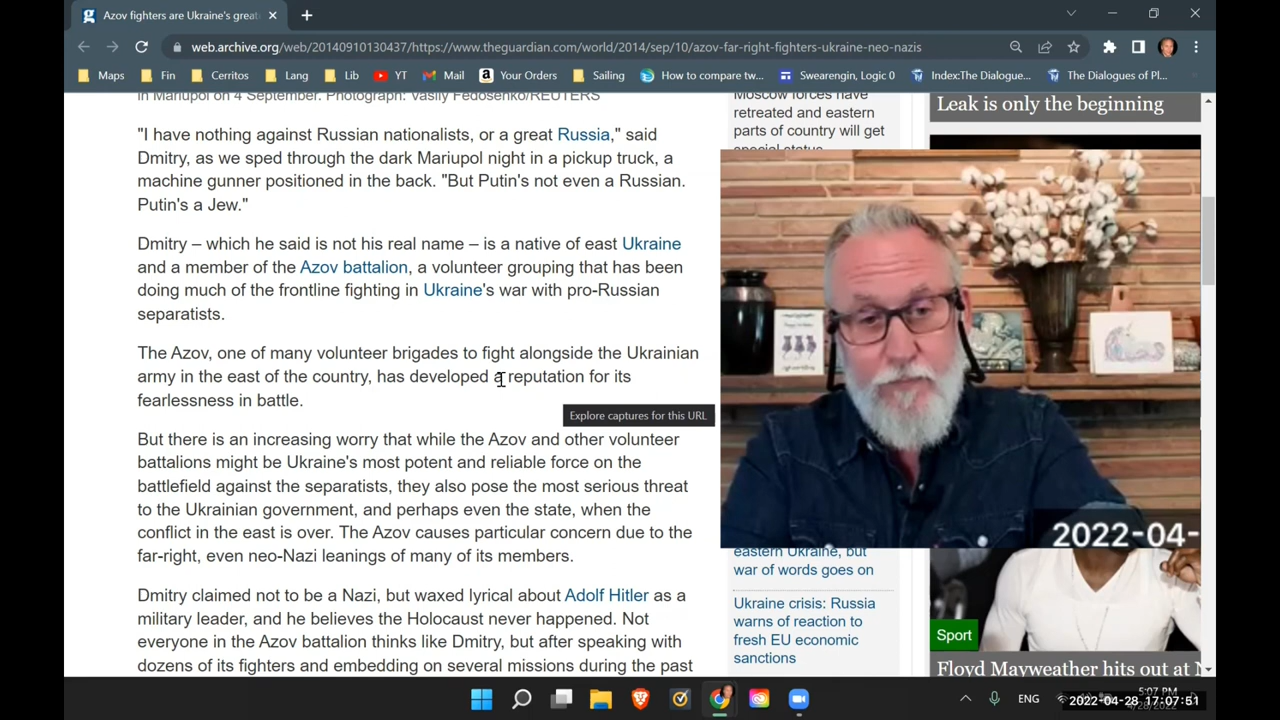 Azov fighters are Ukraine's great
web.archive.org/web/20140910130437/https://www.theguardian.com/world/2014/sep/10/azov-far-right-fighters-ukraine-neo-nazis
Maps Fin Cerritos Lang Lib YT Mail Your Orders Sailing How to compare tw... Swearengin, Logic 0 Index:The Dialogue... The Dialogues of Pl...
in Mariupol on 4 September. Photograph: Vasily Fedosenko/REUTERS
"I have nothing against Russian nationalists, or a great Russia," said
Dmitry, as we sped through the dark Mariupol night in a pickup truck, a
machine gunner positioned in the back. "But Putin's not even a Russian.
Putin's a Jew."
Dmitry – which he said is not his real name – is a native of east Ukraine
and a member of the Azov battalion, a volunteer grouping that has been
doing much of the frontline fighting in Ukraine's war with pro-Russian
separatists.
The Azov, one of many volunteer brigades to fight alongside the Ukrainian
army in the east of the country, has developed a reputation for its
fearlessness in battle.
Explore captures for this URL
But there is an increasing worry that while the Azov and other volunteer
battalions might be Ukraine's most potent and reliable force on the
battlefield against the separatists, they also pose the most serious threat
to the Ukrainian government, and perhaps even the state, when the
conflict in the east is over. The Azov causes particular concern due to the
far-right, even neo-Nazi leanings of many of its members.
Dmitry claimed not to be a Nazi, but waxed lyrical about Adolf Hitler as a
military leader, and he believes the Holocaust never happened. Not
everyone in the Azov battalion thinks like Dmitry, but after speaking with
dozens of its fighters and embedding on several missions during the past
Moscow forces have
retreated and eastern
parts of country will get
special status
eastern Ukraine, but
war of words goes on
Ukraine crisis: Russia
warns of reaction to
fresh EU economic
sanctions
Leak is only the beginning
2022-04-
Sport
Floyd Mayweather hits out at N
ENG
5:07 PM
2022-04-28 17:07:51